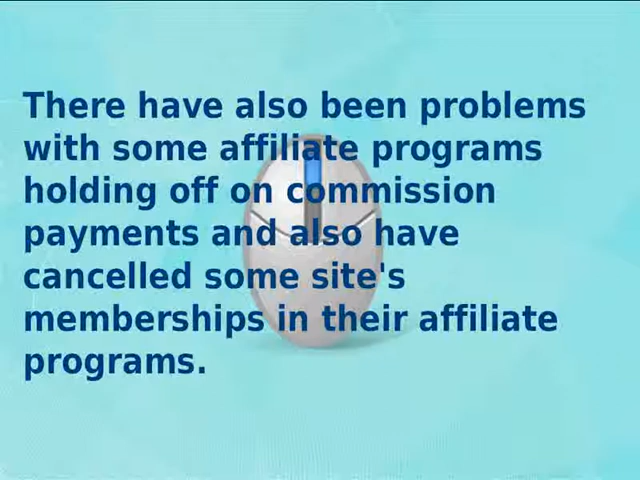 There have also been problems
with some affiliate programs
holding off on commission
payments and also have
cancelled some site's
memberships in their affiliate
programs.